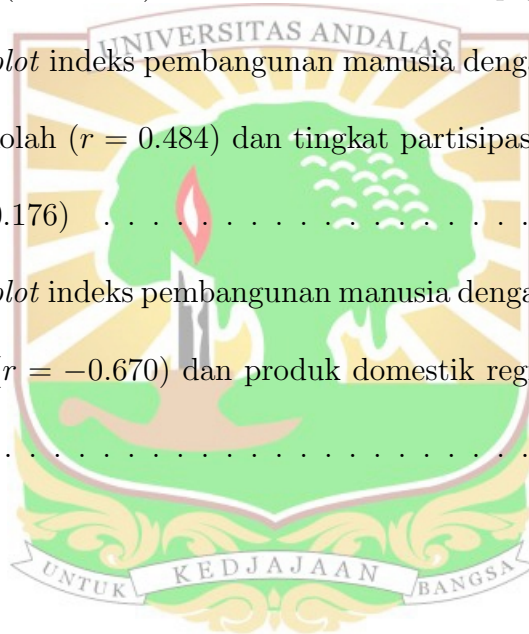 UNIVERSITAS ANDALAS
plot indeks pembangunan manusia denga
olah (r = 0.484) dan tingkat partisipas
0.176) . . . . . . . . . . . . . . . . .
plot indeks pembangunan manusia denga
(r = −0.670) dan produk domestik reg
. . . . . . . . . . . . . . . . . . . .
UNTUK KEDJAJAAN BANGSA